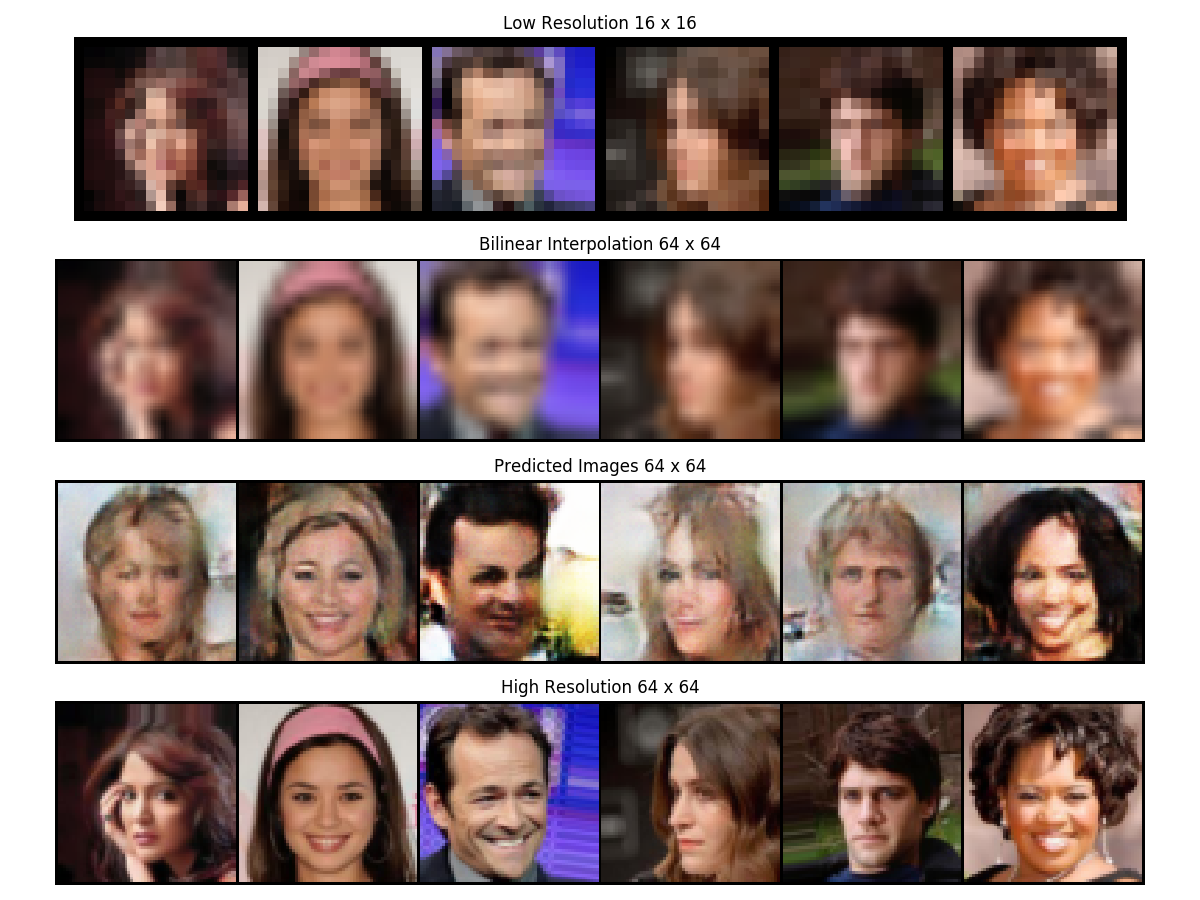 Low Resolution 16 x 16
Bilinear Interpolation 64 x 64
Predicted Images 64 x 64
High Resolution 64 x 64